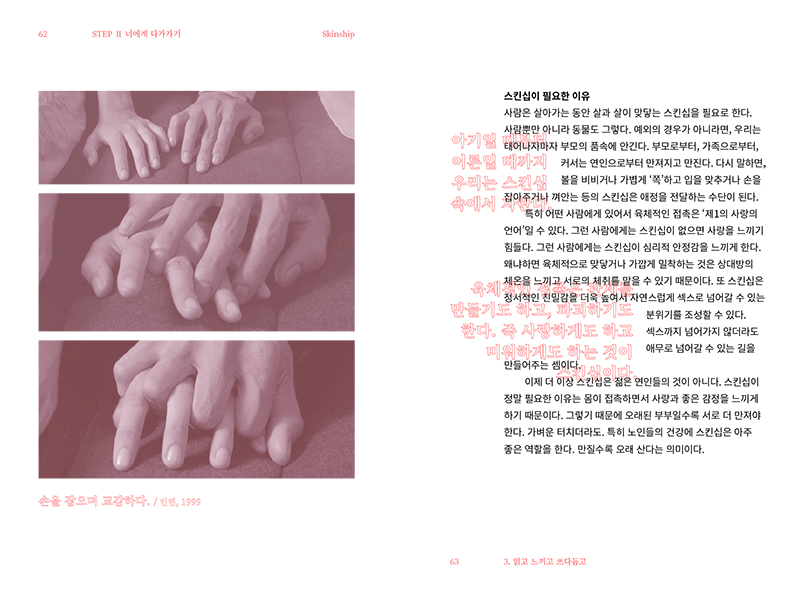 62
STEP II 너에게 다가가기
Skinship
손을 잡으며 교감하다. / 인연, 1999
스킨십이 필요한 이유
사람은 살아가는 동안 살과 살이 맞닿는 스킨십을 필요로 한다.
사람뿐만 아니라 동물도 그렇다. 예외의 경우가 아니라면, 우리는
태어나자마자 부모의 품속에 안긴다. 부모로부터, 가족으로부터,
커서는 연인으로부터 만져지고 만진다. 다시 말하면,
볼을 비비거나 가볍게 ‘쪽’하고 입을 맞추거나 손을
잡아주거나 껴안는 등의 스킨십은 애정을 전달하는 수단이 된다.
특히 어떤 사람에게 있어서 육체적인 접촉은 ‘제1의 사랑의
언어’일 수 있다. 그런 사람에게는 스킨십이 없으면 사랑을 느끼기
힘들다. 그런 사람에게는 스킨십이 심리적 안정감을 느끼게 한다.
왜냐하면 육체적으로 맞닿거나 가깝게 밀착하는 것은 상대방의
체온을 느끼고 서로의 체취를 맡을 수 있기 때문이다. 또 스킨십은
정서적인 친밀감을 더욱 높여서 자연스럽게 섹스로 넘어갈 수 있는
분위기를 조성할 수 있다.
섹스까지 넘어가지 않더라도
애무로 넘어갈 수 있는 길을
만들어주는 셈이다.
이제 더 이상 스킨십은 젊은 연인들의 것이 아니다. 스킨십이
정말 필요한 이유는 몸이 접촉하면서 사랑과 좋은 감정을 느끼게
하기 때문이다. 그렇기 때문에 오래된 부부일수록 서로 더 만져야
한다. 가벼운 터치더라도. 특히 노인들의 건강에 스킨십은 아주
좋은 역할을 한다. 만질수록 오래 산다는 의미이다.
아기일 때부터
어른일 때까지
우리는 스킨십
속에서 자란다.
육체적인 접촉은 관계를
만들기도 하고, 파괴하기도
한다. 즉 사랑하게도 하고
미워하게도 하는 것이
스킨십이다.
63
3. 읽고 느끼고 쓰다듬고